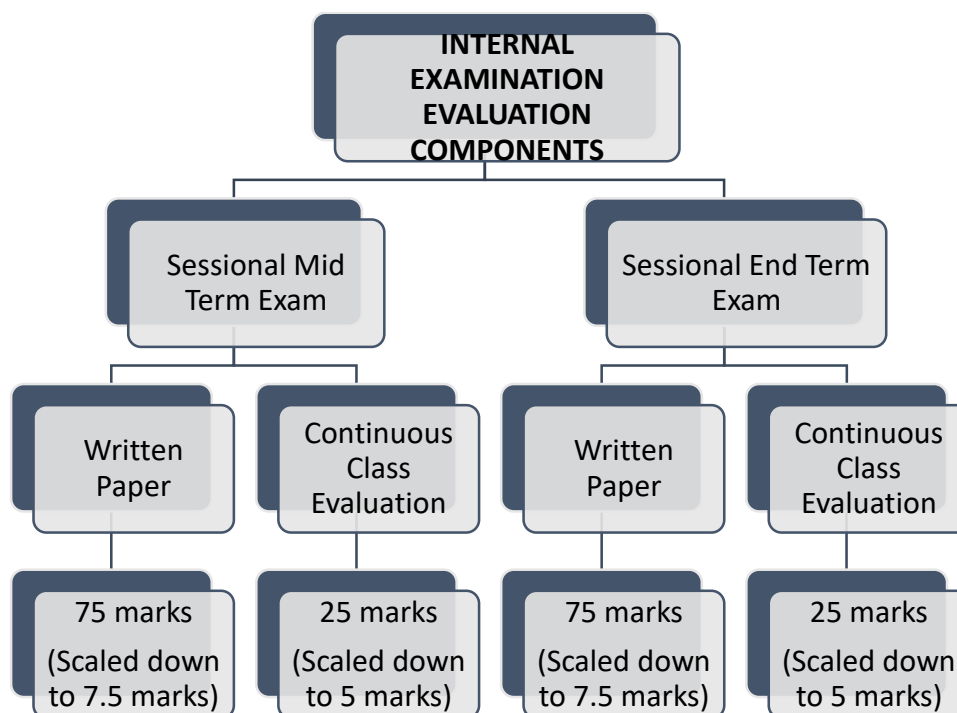 INTERNAL
EXAMINATION
EVALUATION
COMPONENTS
Sessional Mid
Term Exam
Sessional End Term
Exam
Written
Paper
Continuous
Class
Evaluation
Written
Paper
Continuous
Class
Evaluation
75 marks
(Scaled down
to 7.5 marks)
25 marks
(Scaled down
to 5 marks)
75 marks
(Scaled down
to 7.5 marks)
25 marks
(Scaled down
to 5 marks)